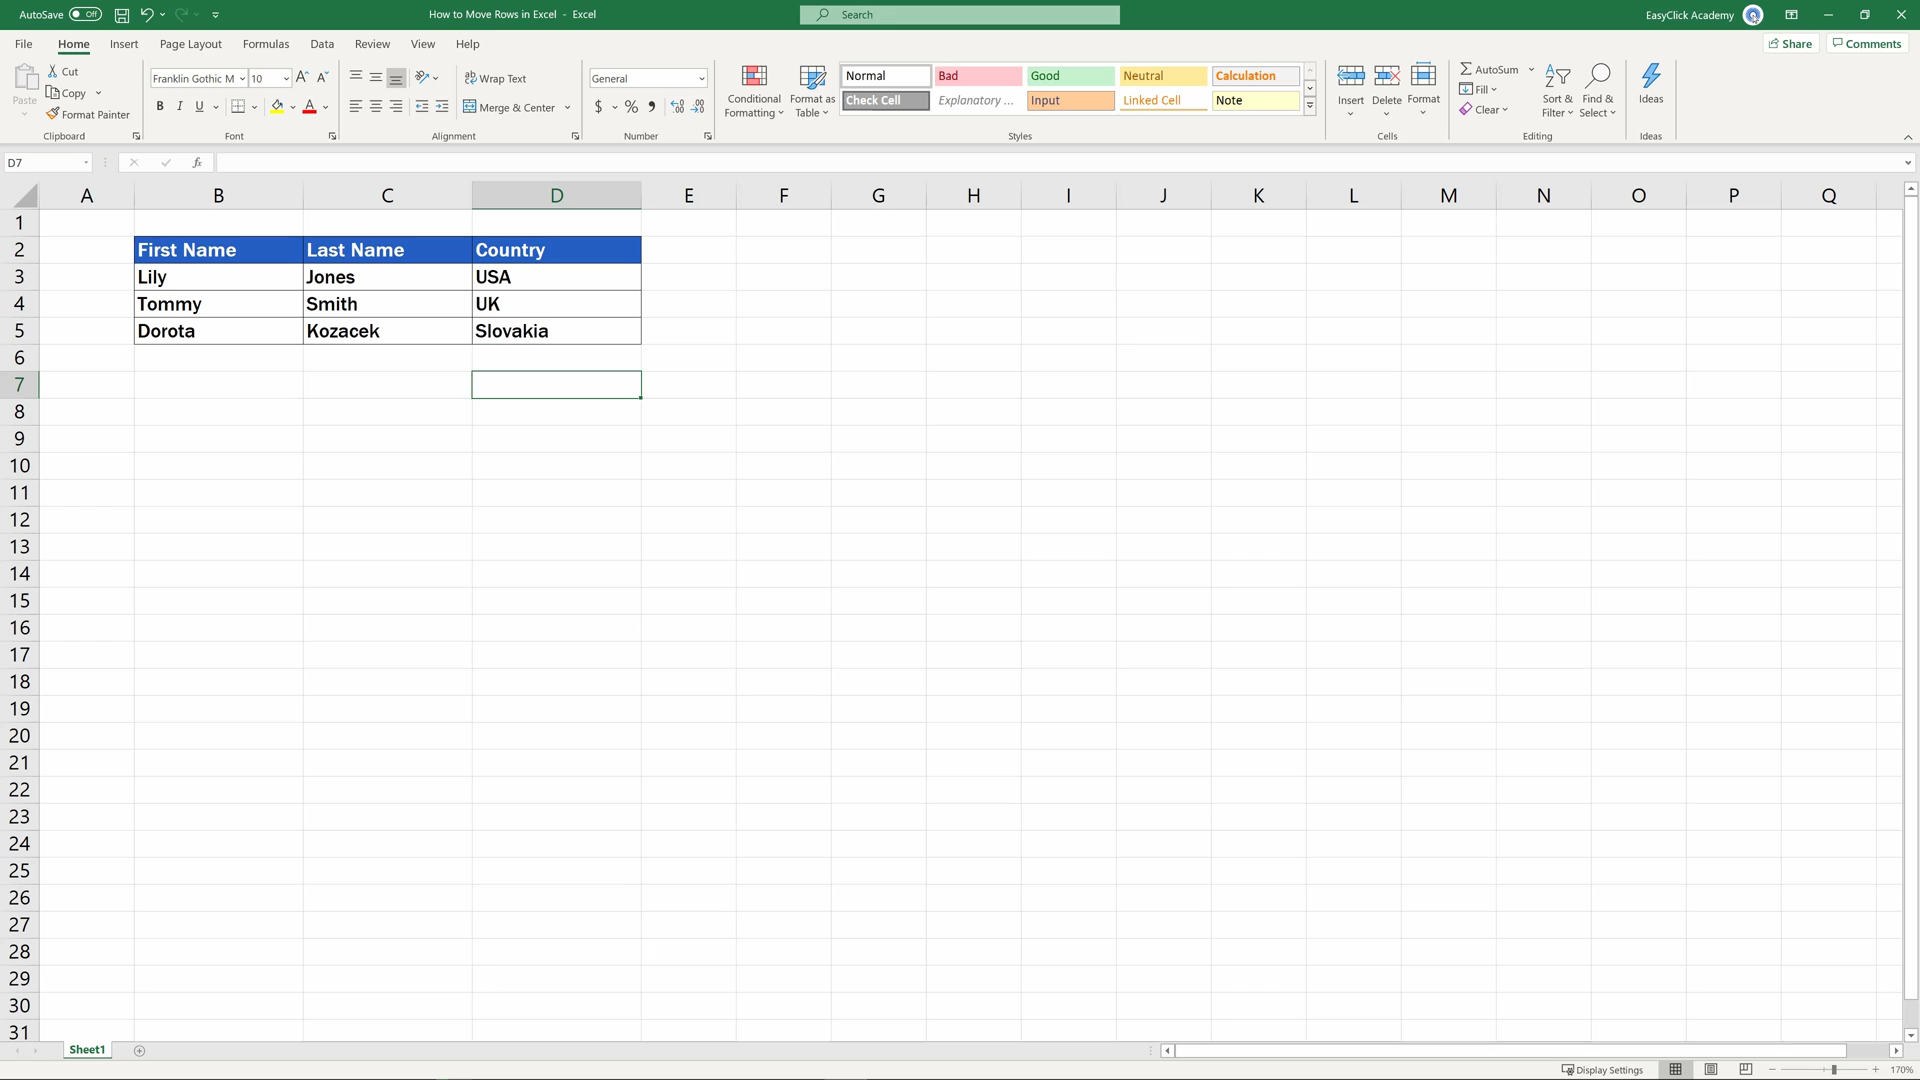 AutoSave Off How to Move Rows in Excel - Excel Search EasyClick Academy
File Home Insert Page Layout Formulas Data Review View Help Share Comments
Paste
Cut
Copy
Format Painter
Clipboard
Franklin Gothic M 10
B I U A
Font
Wrap Text
Merge & Center
Alignment
General
$ % ,
Number
Conditional Formatting
Format as Table
Normal Bad Good Neutral Calculation
Check Cell Explanatory ... Input Linked Cell Note
Styles
Insert Delete Format
Cells
AutoSum
Fill
Clear
Sort & Filter
Find & Select
Editing
Ideas
Ideas
D7 fx
A B C D E F G H I J K L M N O P Q
1
2 First Name Last Name Country
3 Lily Jones USA
4 Tommy Smith UK
5 Dorota Kozacek Slovakia
6
7
8
9
10
11
12
13
14
15
16
17
18
19
20
21
22
23
24
25
26
27
28
29
30
31
Sheet1
Display Settings 170%